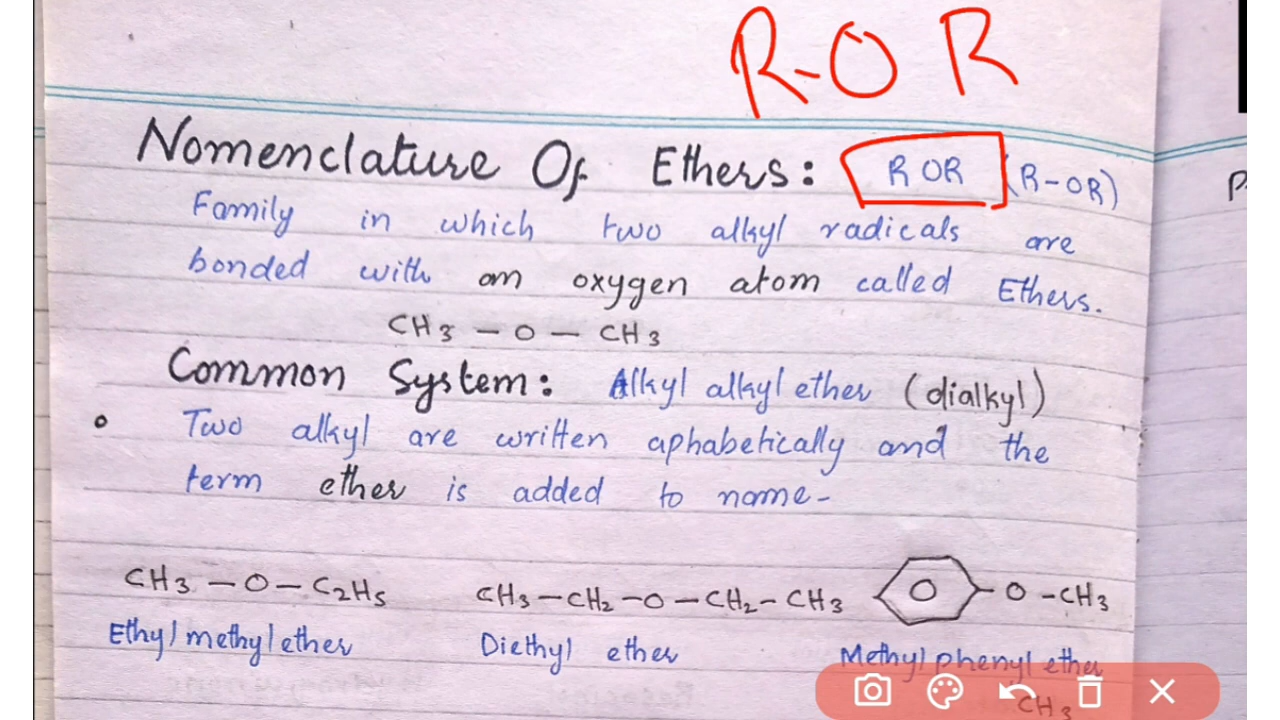 R-O R
Nomenclature Of Ethers: ROR (R-OR)
Family in which two alkyl radicals are
bonded with an oxygen atom called Ethers.
CH3 - O - CH3
Common System: Alkyl alkyl ether (dialkyl)
Two alkyl are written aphabetically and the
term ether is added to name-
CH3 - O - C2H5 CH3 - CH2 - O - CH2 - CH3 O - CH3
Ethyl methyl ether Diethyl ether Methyl phenyl ether
CH3